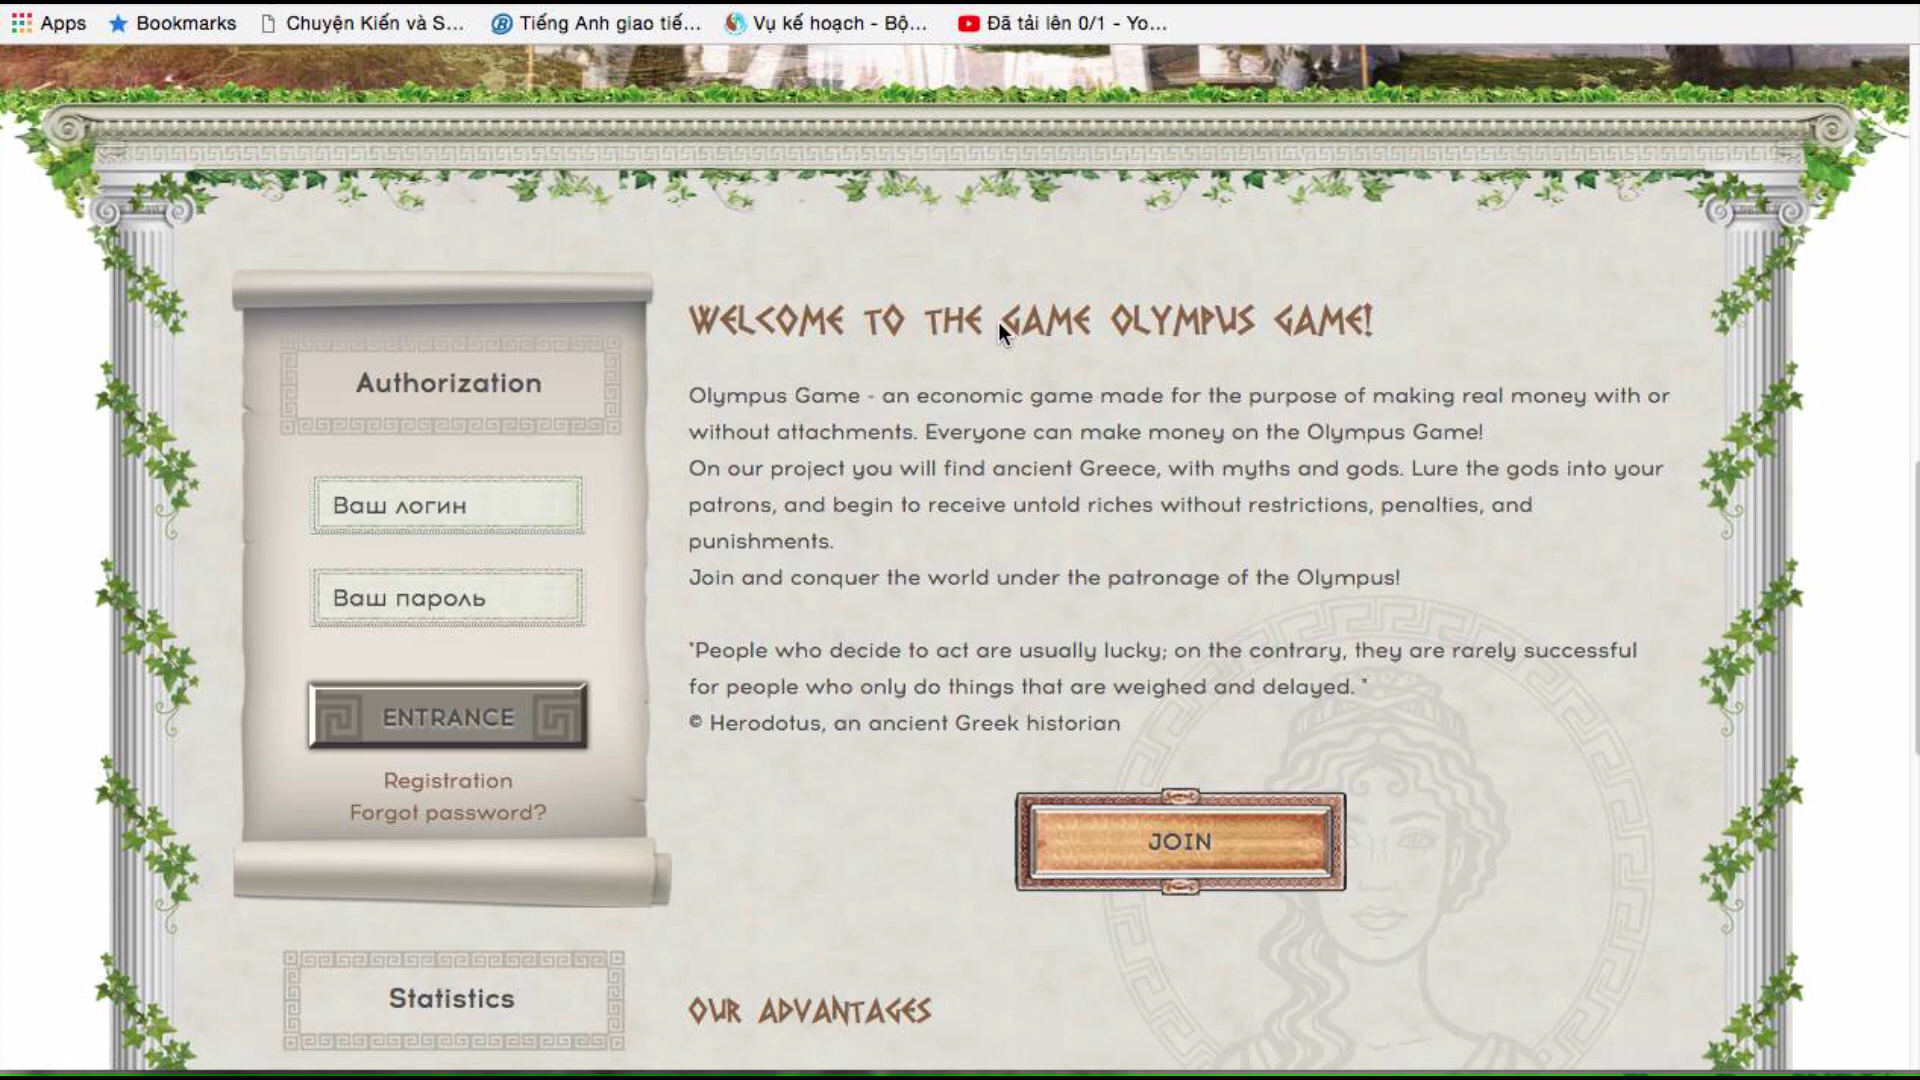 Apps
Bookmarks
Chuyện Kiến và S...
Tiếng Anh giao tiế...
Vụ kế hoạch - Bộ...
Đã tải lên 0/1 - Yo...
Authorization
Ваш логин
Ваш пароль
ENTRANCE
Registration
Forgot password?
Statistics
WELCOME TO THE GAME OLYMPUS GAME!
Olympus Game - an economic game made for the purpose of making real money with or
without attachments. Everyone can make money on the Olympus Game!
On our project you will find ancient Greece, with myths and gods. Lure the gods into your
patrons, and begin to receive untold riches without restrictions, penalties, and
punishments.
Join and conquer the world under the patronage of the Olympus!
"People who decide to act are usually lucky; on the contrary, they are rarely successful
for people who only do things that are weighed and delayed. "
© Herodotus, an ancient Greek historian
JOIN
OUR ADVANTAGES